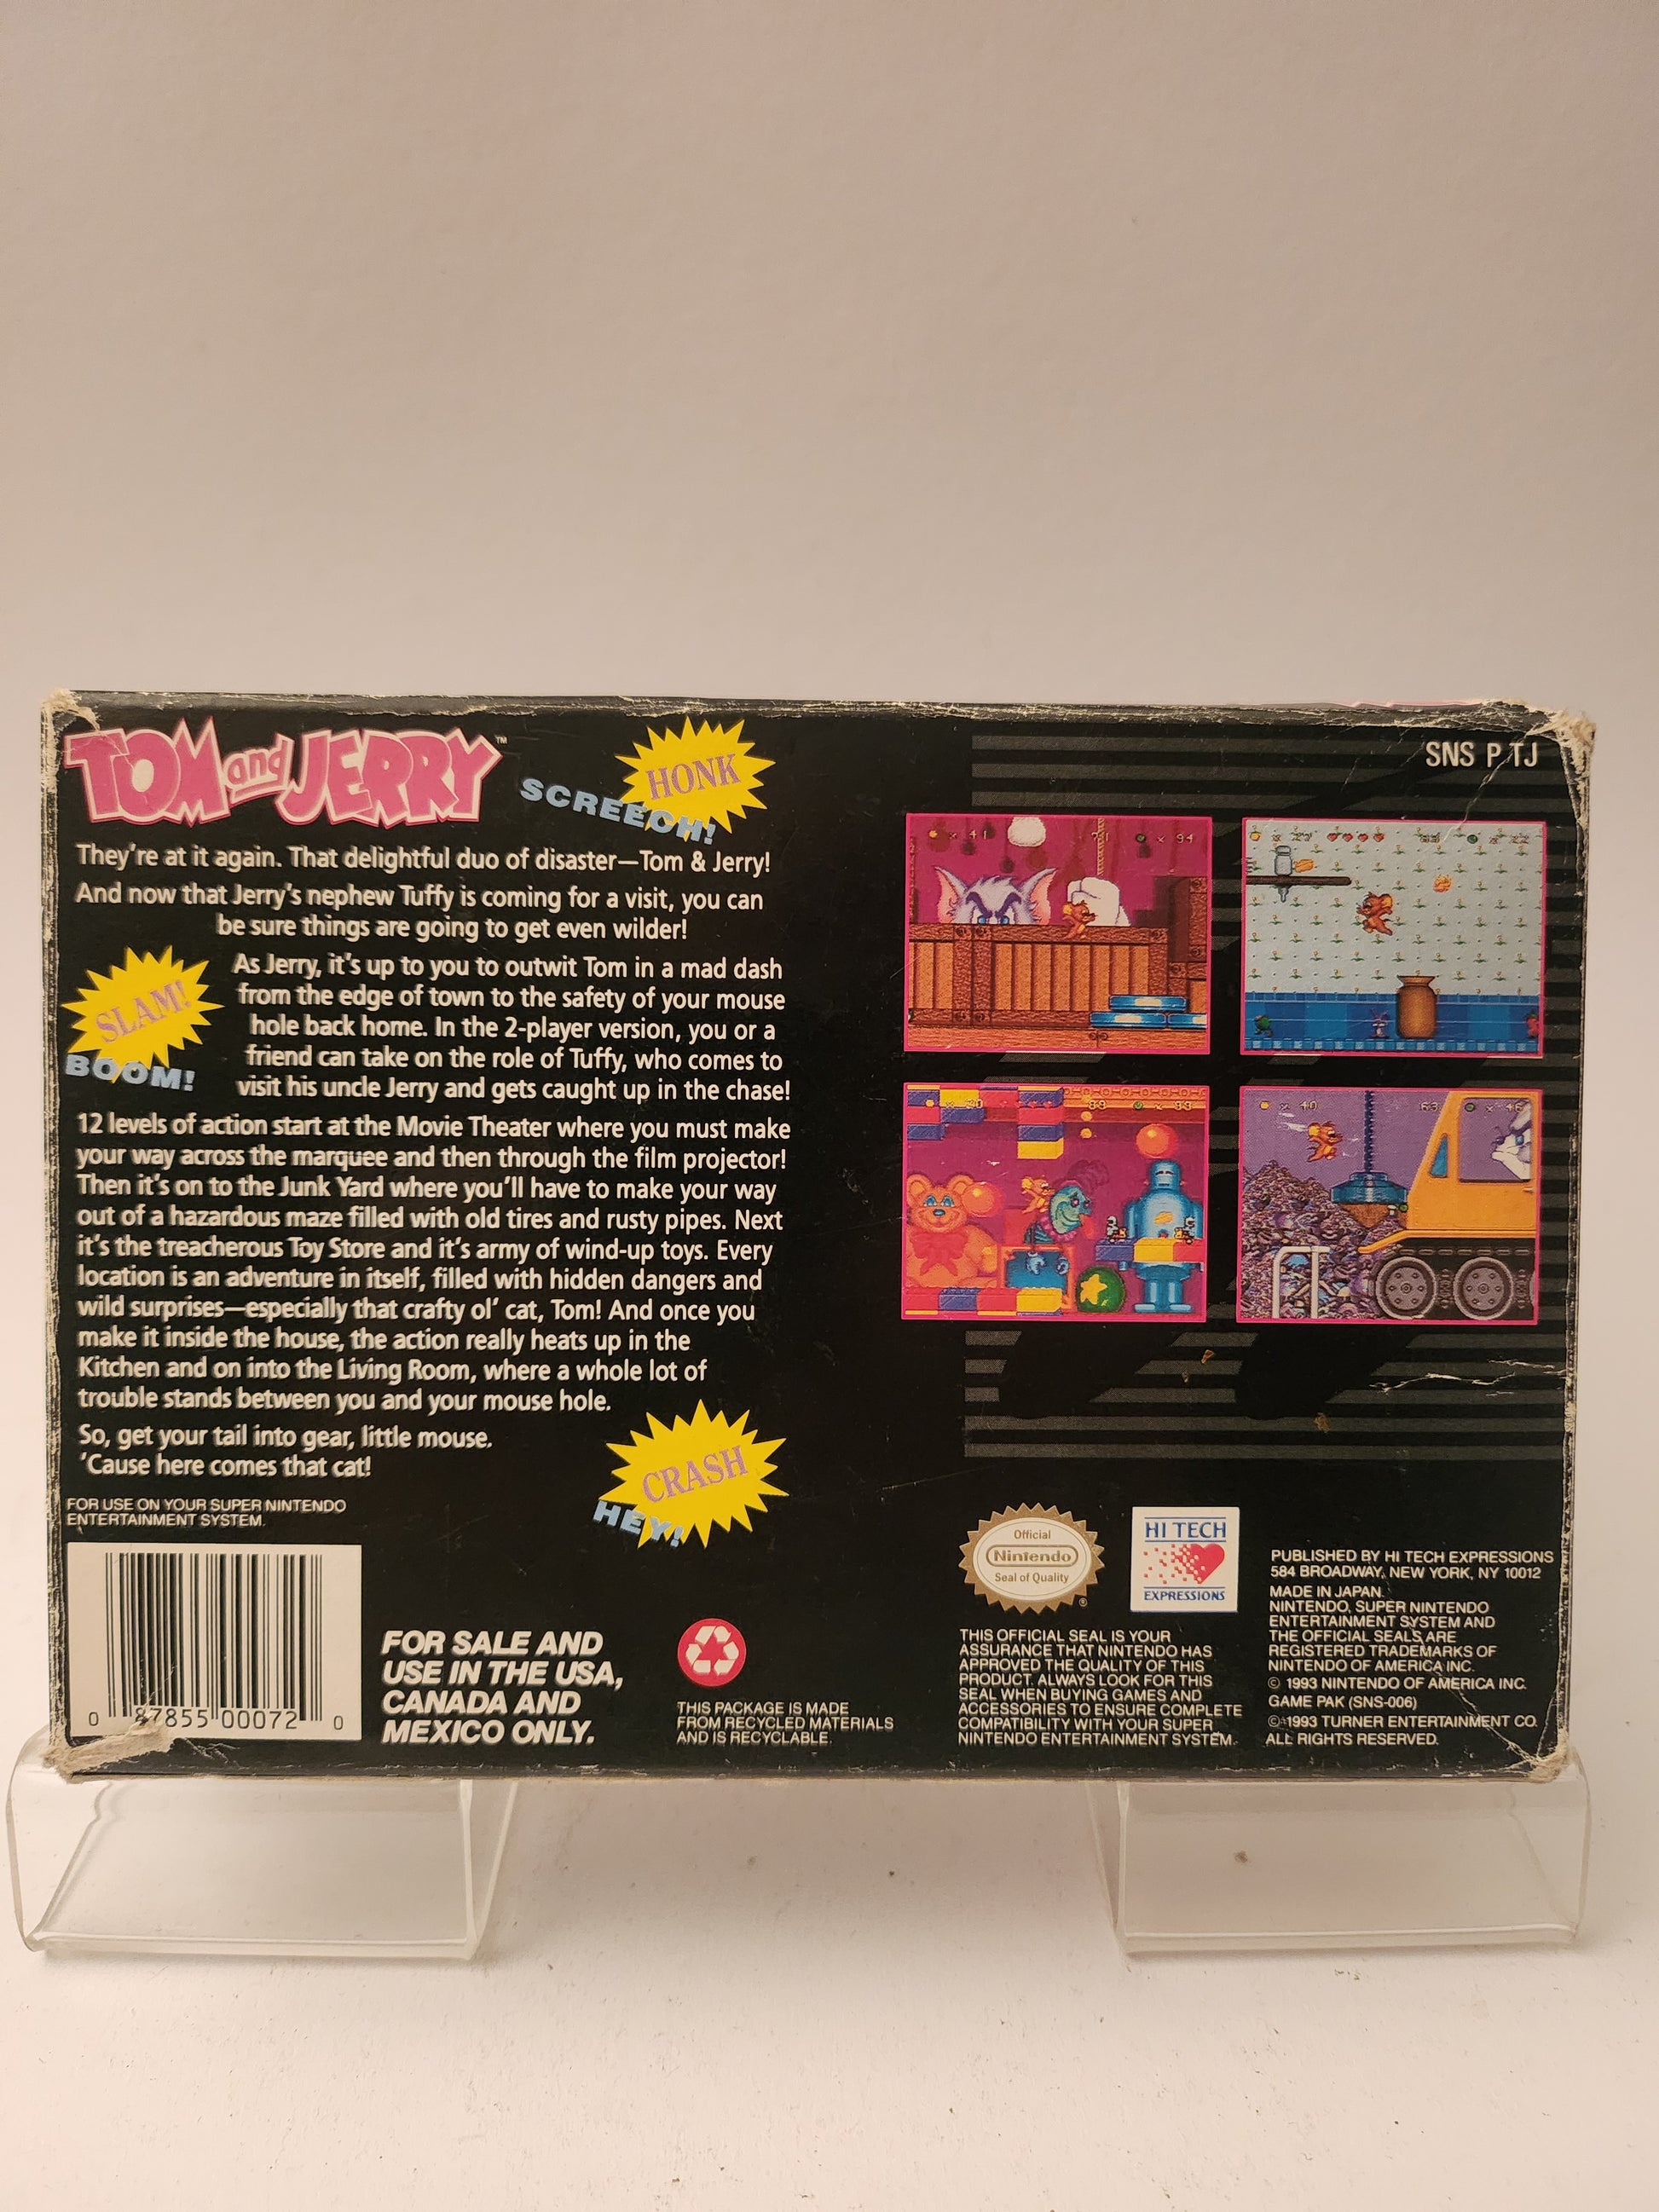 TOM and JERRY™
HONK
SCREECH!
SNS P TJ
They're at it again. That delightful duo of disaster—Tom & Jerry!
And now that Jerry's nephew Tuffy is coming for a visit, you can
be sure things are going to get even wilder!
SLAM!
BOOM!
As Jerry, it's up to you to outwit Tom in a mad dash
from the edge of town to the safety of your mouse
hole back home. In the 2-player version, you or a
friend can take on the role of Tuffy, who comes to
visit his uncle Jerry and gets caught up in the chase!
12 levels of action start at the Movie Theater where you must make
your way across the marquee and then through the film projector!
Then it's on to the Junk Yard where you'll have to make your way
out of a hazardous maze filled with old tires and rusty pipes. Next
it's the treacherous Toy Store and it's army of wind-up toys. Every
location is an adventure in itself, filled with hidden dangers and
wild surprises—especially that crafty ol' cat, Tom! And once you
make it inside the house, the action really heats up in the
Kitchen and on into the Living Room, where a whole lot of
trouble stands between you and your mouse hole.
So, get your tail into gear, little mouse.
'Cause here comes that cat!
CRASH
HEY!
FOR USE ON YOUR SUPER NINTENDO
ENTERTAINMENT SYSTEM.
0 87855 00072 0
FOR SALE AND
USE IN THE USA,
CANADA AND
MEXICO ONLY.
THIS PACKAGE IS MADE
FROM RECYCLED MATERIALS
AND IS RECYCLABLE.
Official
Nintendo
Seal of Quality
®
THIS OFFICIAL SEAL IS YOUR
ASSURANCE THAT NINTENDO HAS
APPROVED THE QUALITY OF THIS
PRODUCT. ALWAYS LOOK FOR THIS
SEAL WHEN BUYING GAMES AND
ACCESSORIES TO ENSURE COMPLETE
COMPATIBILITY WITH YOUR SUPER
NINTENDO ENTERTAINMENT SYSTEM.
HI TECH
EXPRESSIONS
PUBLISHED BY HI TECH EXPRESSIONS
584 BROADWAY, NEW YORK, NY 10012
MADE IN JAPAN.
NINTENDO, SUPER NINTENDO
ENTERTAINMENT SYSTEM AND
THE OFFICIAL SEALS ARE
REGISTERED TRADEMARKS OF
NINTENDO OF AMERICA INC.
© 1993 NINTENDO OF AMERICA INC.
GAME PAK (SNS-006)
© 1993 TURNER ENTERTAINMENT CO.
ALL RIGHTS RESERVED.